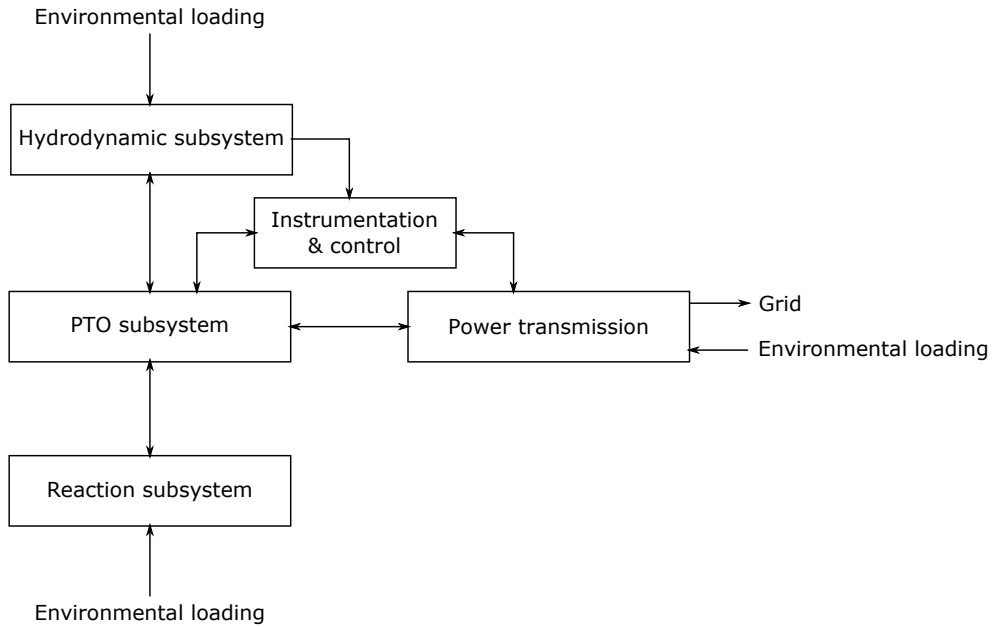 Environmental loading
Hydrodynamic subsystem
Instrumentation
& control
PTO subsystem
Power transmission
Grid
Environmental loading
Reaction subsystem
Environmental loading